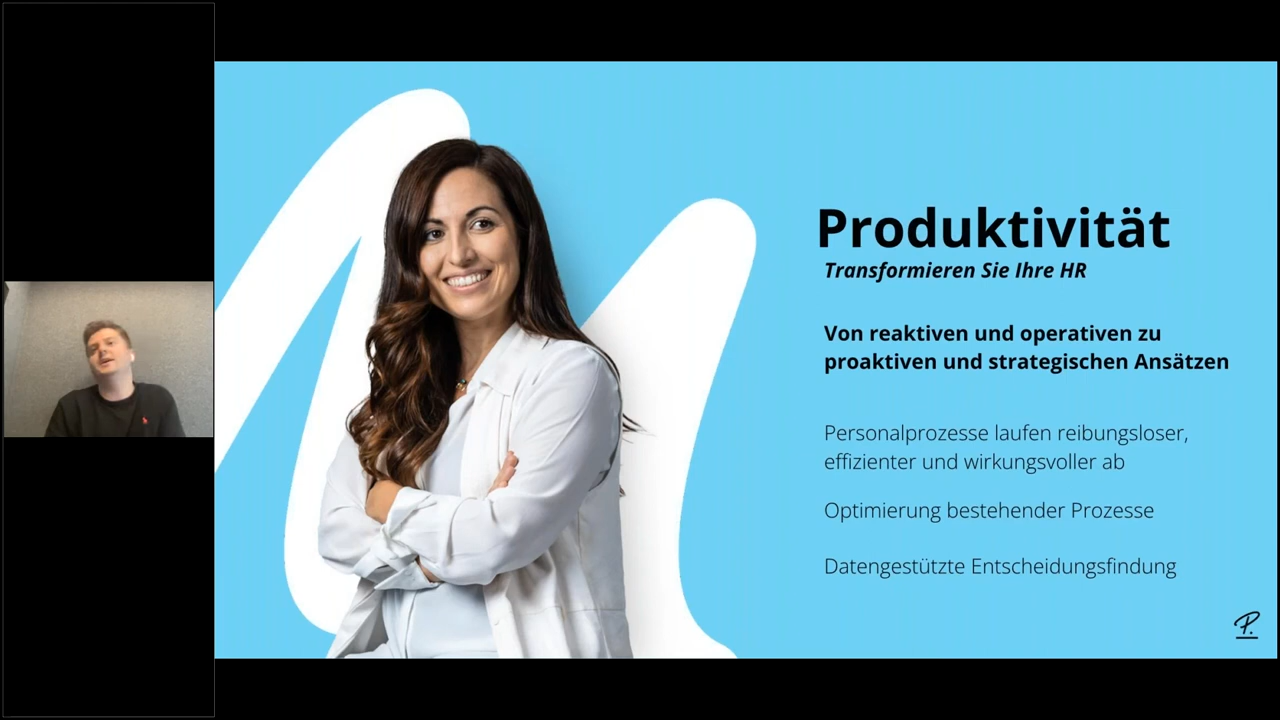 Produktivität
Transformieren Sie Ihre HR
Von reaktiven und operativen zu
proaktiven und strategischen Ansätzen
Personalprozesse laufen reibungsloser,
effizienter und wirkungsvoller ab
Optimierung bestehender Prozesse
Datengestützte Entscheidungsfindung
P.